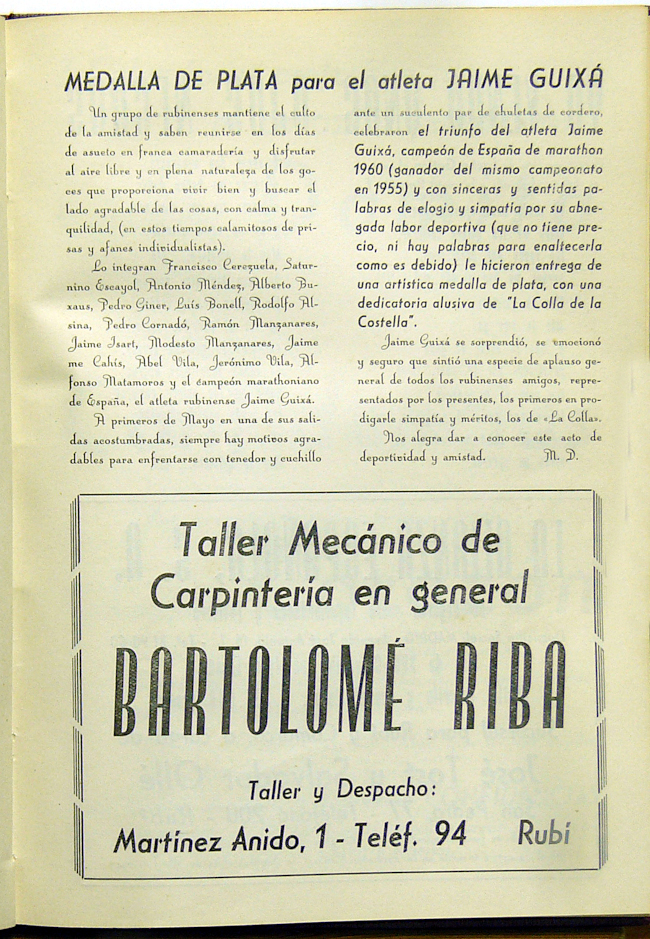 MEDALLA DE PLATA para el atleta JAIME GUIXÁ
Un grupo de rubinenses mantiene el culto
de la amistad y saben reunirse en los días
de asueto en franca camaradería y disfrutar
al aire libre y en plena naturaleza de los go-
ces que proporciona vivir bien y buscar el
lado agradable de las cosas, con calma y tran-
quilidad, (en estos tiempos calamitosos de pri-
sas y afanes individualistas).
Lo integran Francisco Cerezuela, Satur-
nino Escayol, Antonio Méndez, Alberto Bu-
xaus, Pedro Giner, Luís Bonell, Rodolfo Al-
sina, Pedro Cornadó, Ramón Manzanares,
Jaime Isart, Modesto Manzanares, Jaime
me Cahís, Abel Vila, Jerónimo Vila, Al-
fonso Matamoros y el campeón marathoniano
de España, el atleta rubinense Jaime Guixá.
A primeros de Mayo en una de sus sali-
das acostumbradas, siempre hay motivos agra-
dables para enfrentarse con tenedor y cuchillo
ante un suculento par de chuletas de cordero,
celebraron el triunfo del atleta Jaime
Guixá, campeón de España de marathon
1960 (ganador del mismo campeonato
en 1955) y con sinceras y sentidas pa-
labras de elogio y simpatía por su abne-
gada labor deportiva (que no tiene pre-
cio, ni hay palabras para enaltecerla
como es debido) le hicieron entrega de
una artística medalla de plata, con una
dedicatoria alusiva de "La Colla de la
Costella".
Jaime Guixá se sorprendió, se emocionó
y seguro que sintió una especie de aplauso ge-
neral de todos los rubinenses amigos, repre-
sentados por los presentes, los primeros en pro-
digarle simpatía y méritos, los de «La Colla».
Nos alegra dar a conocer este acto de
deportividad y amistad. M. D.
Taller Mecánico de
Carpintería en general
BARTOLOMÉ RIBA
Taller y Despacho:
Martínez Anido, 1 - Teléf. 94 Rubí